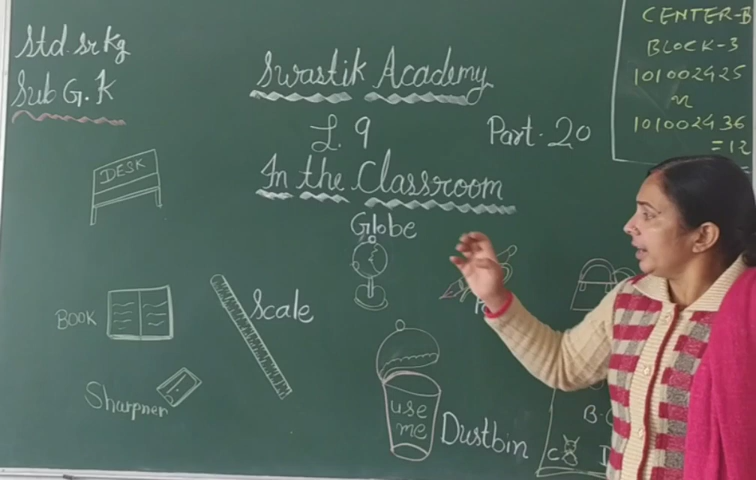 Std. Sr Kg
Sub G.K
Swastik Academy
L. 9
Part. 20
In the Classroom
CENTER-B
BLOCK-3
101002425
101002436
=12
DESK
Globe
BOOK
Scale
Sharpner
use
me
Dustbin